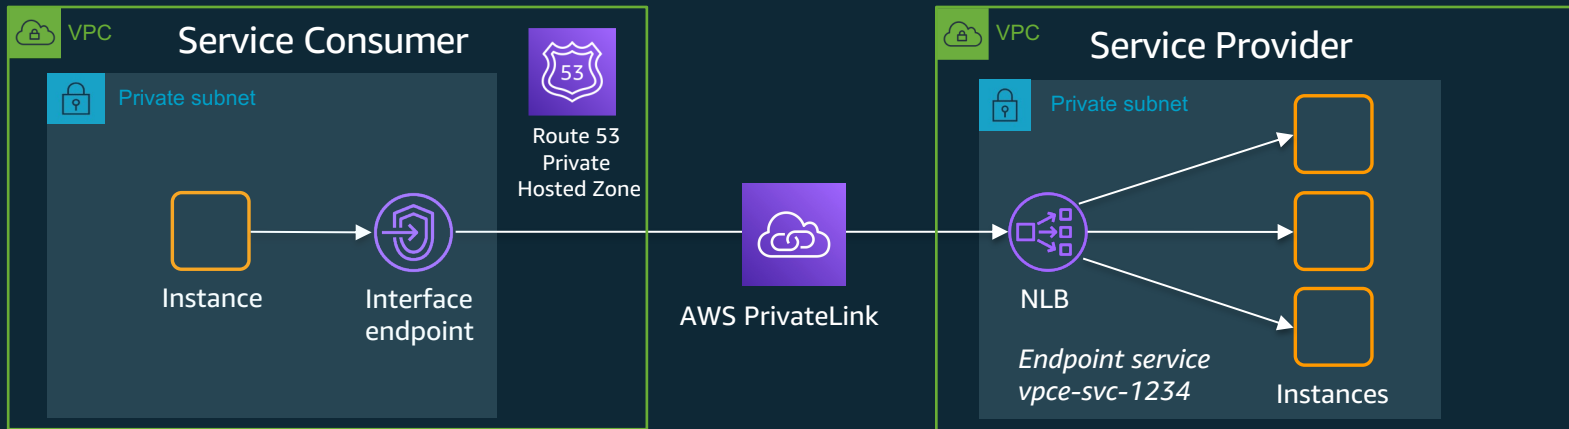 VPC
Service Consumer
Private subnet
53
Route 53
Private
Hosted Zone
Instance
Interface
endpoint
AWS PrivateLink
VPC
Service Provider
Private subnet
NLB
Endpoint service
vpce-svc-1234
Instances